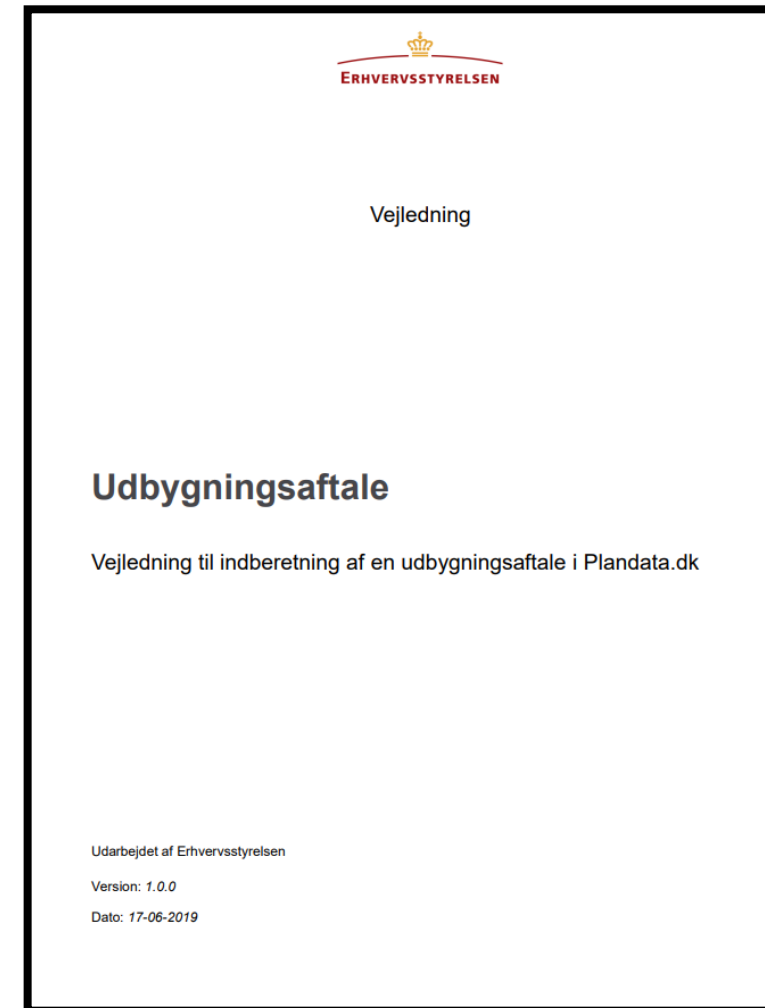 ERHVERVSSTYRELSEN
Vejledning
Udbygningsaftale
Vejledning til indberetning af en udbygningsaftale i Plandata.dk
Udarbejdet af Erhvervsstyrelsen
Version: 1.0.0
Dato: 17-06-2019